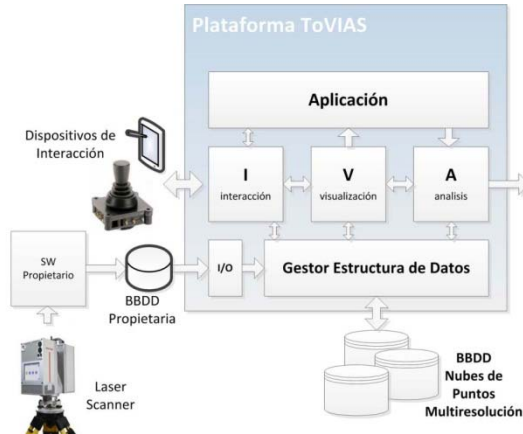 Plataforma ToVIAS
Aplicación
Dispositivos de
Interacción
I
interacción
V
visualización
A
analisis
SW
Propietario
BBDD
Propietaria
I/O
Gestor Estructura de Datos
Laser
Scanner
BBDD
Nubes de
Puntos
Multiresolución